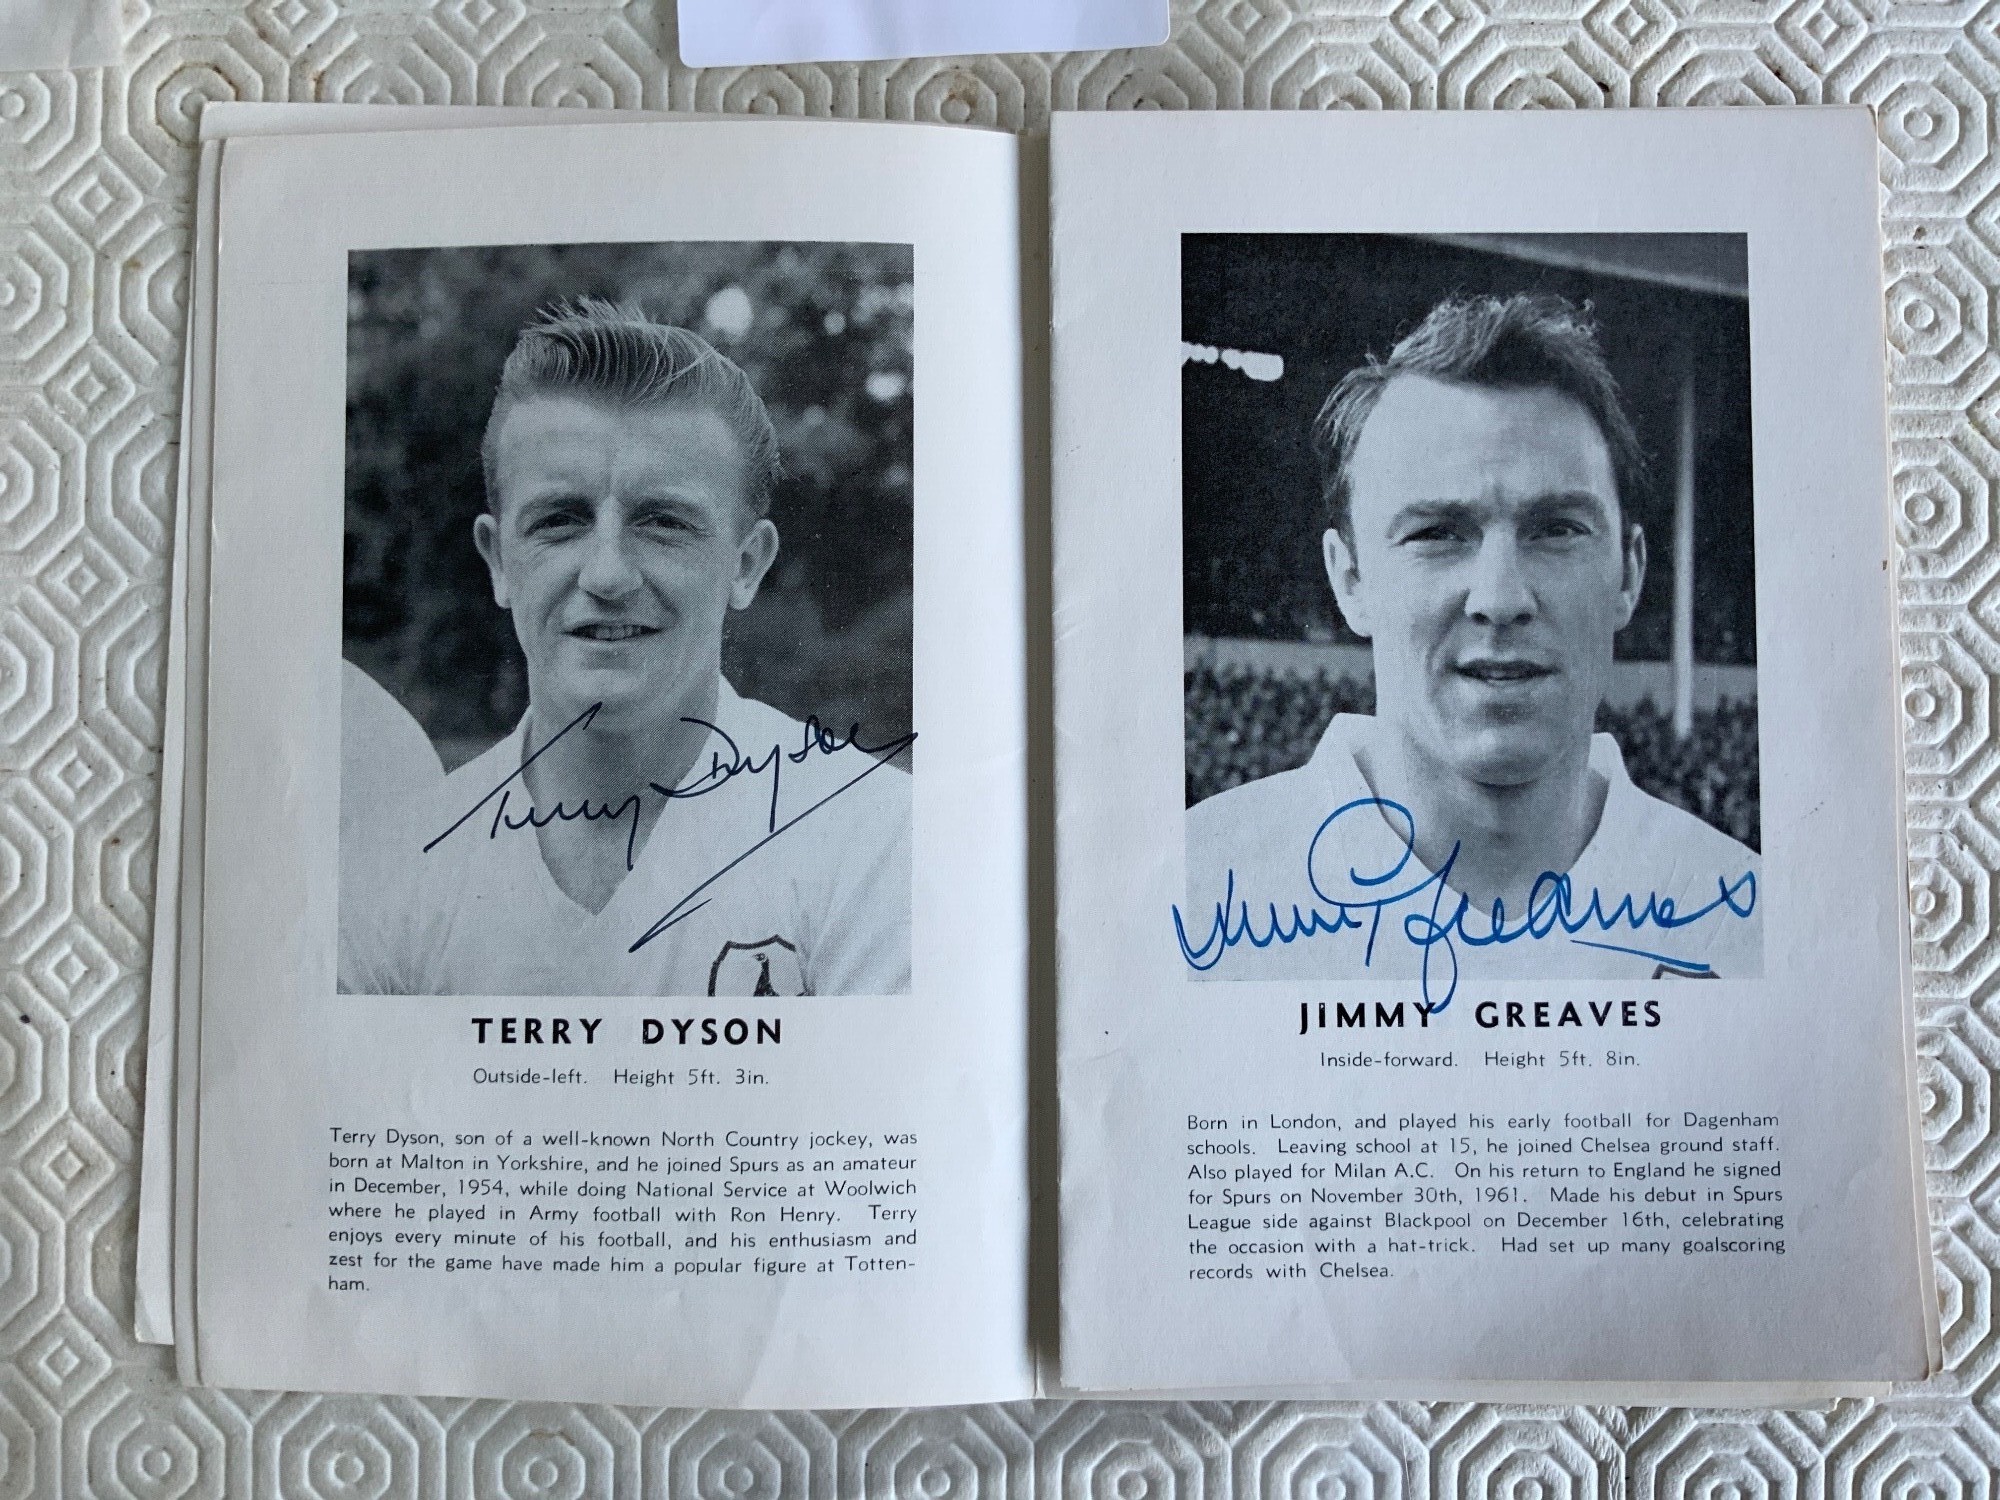 Terry Dyson
TERRY DYSON
Outside-left. Height 5ft. 3in.
Terry Dyson, son of a well-known North Country jockey, was
born at Malton in Yorkshire, and he joined Spurs as an amateur
in December, 1954, while doing National Service at Woolwich
where he played in Army football with Ron Henry. Terry
enjoys every minute of his football, and his enthusiasm and
zest for the game have made him a popular figure at Totten-
ham.
Jimmy Greaves
JIMMY GREAVES
Inside-forward. Height 5ft. 8in.
Born in London, and played his early football for Dagenham
schools. Leaving school at 15, he joined Chelsea ground staff.
Also played for Milan A.C. On his return to England he signed
for Spurs on November 30th, 1961. Made his debut in Spurs
League side against Blackpool on December 16th, celebrating
the occasion with a hat-trick. Had set up many goalscoring
records with Chelsea.